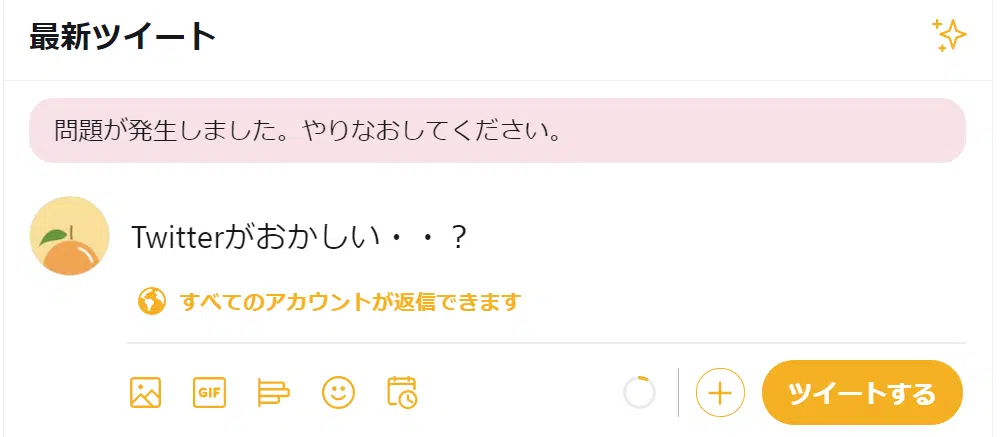 最新ツイート
問題が発生しました。やりなおしてください。
Twitterがおかしい・・？
すべてのアカウントが返信できます
GIF
ツイートする